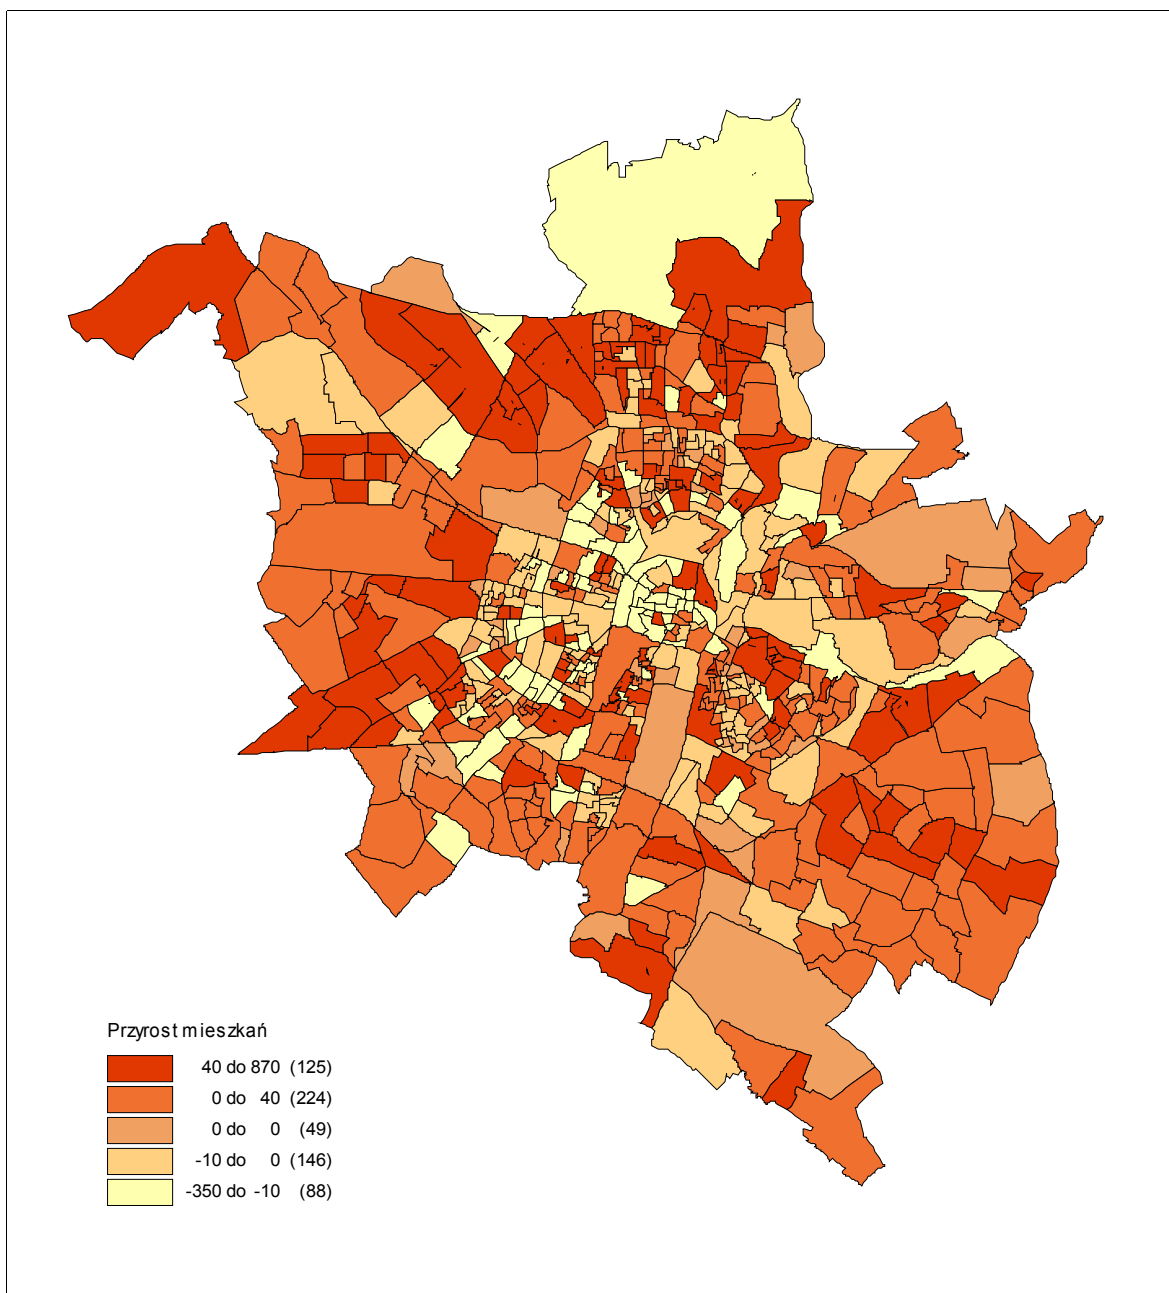 Przyrost mieszkań
40 do 870 (125)
0 do 40 (224)
0 do 0 (49)
-10 do 0 (146)
-350 do -10 (88)